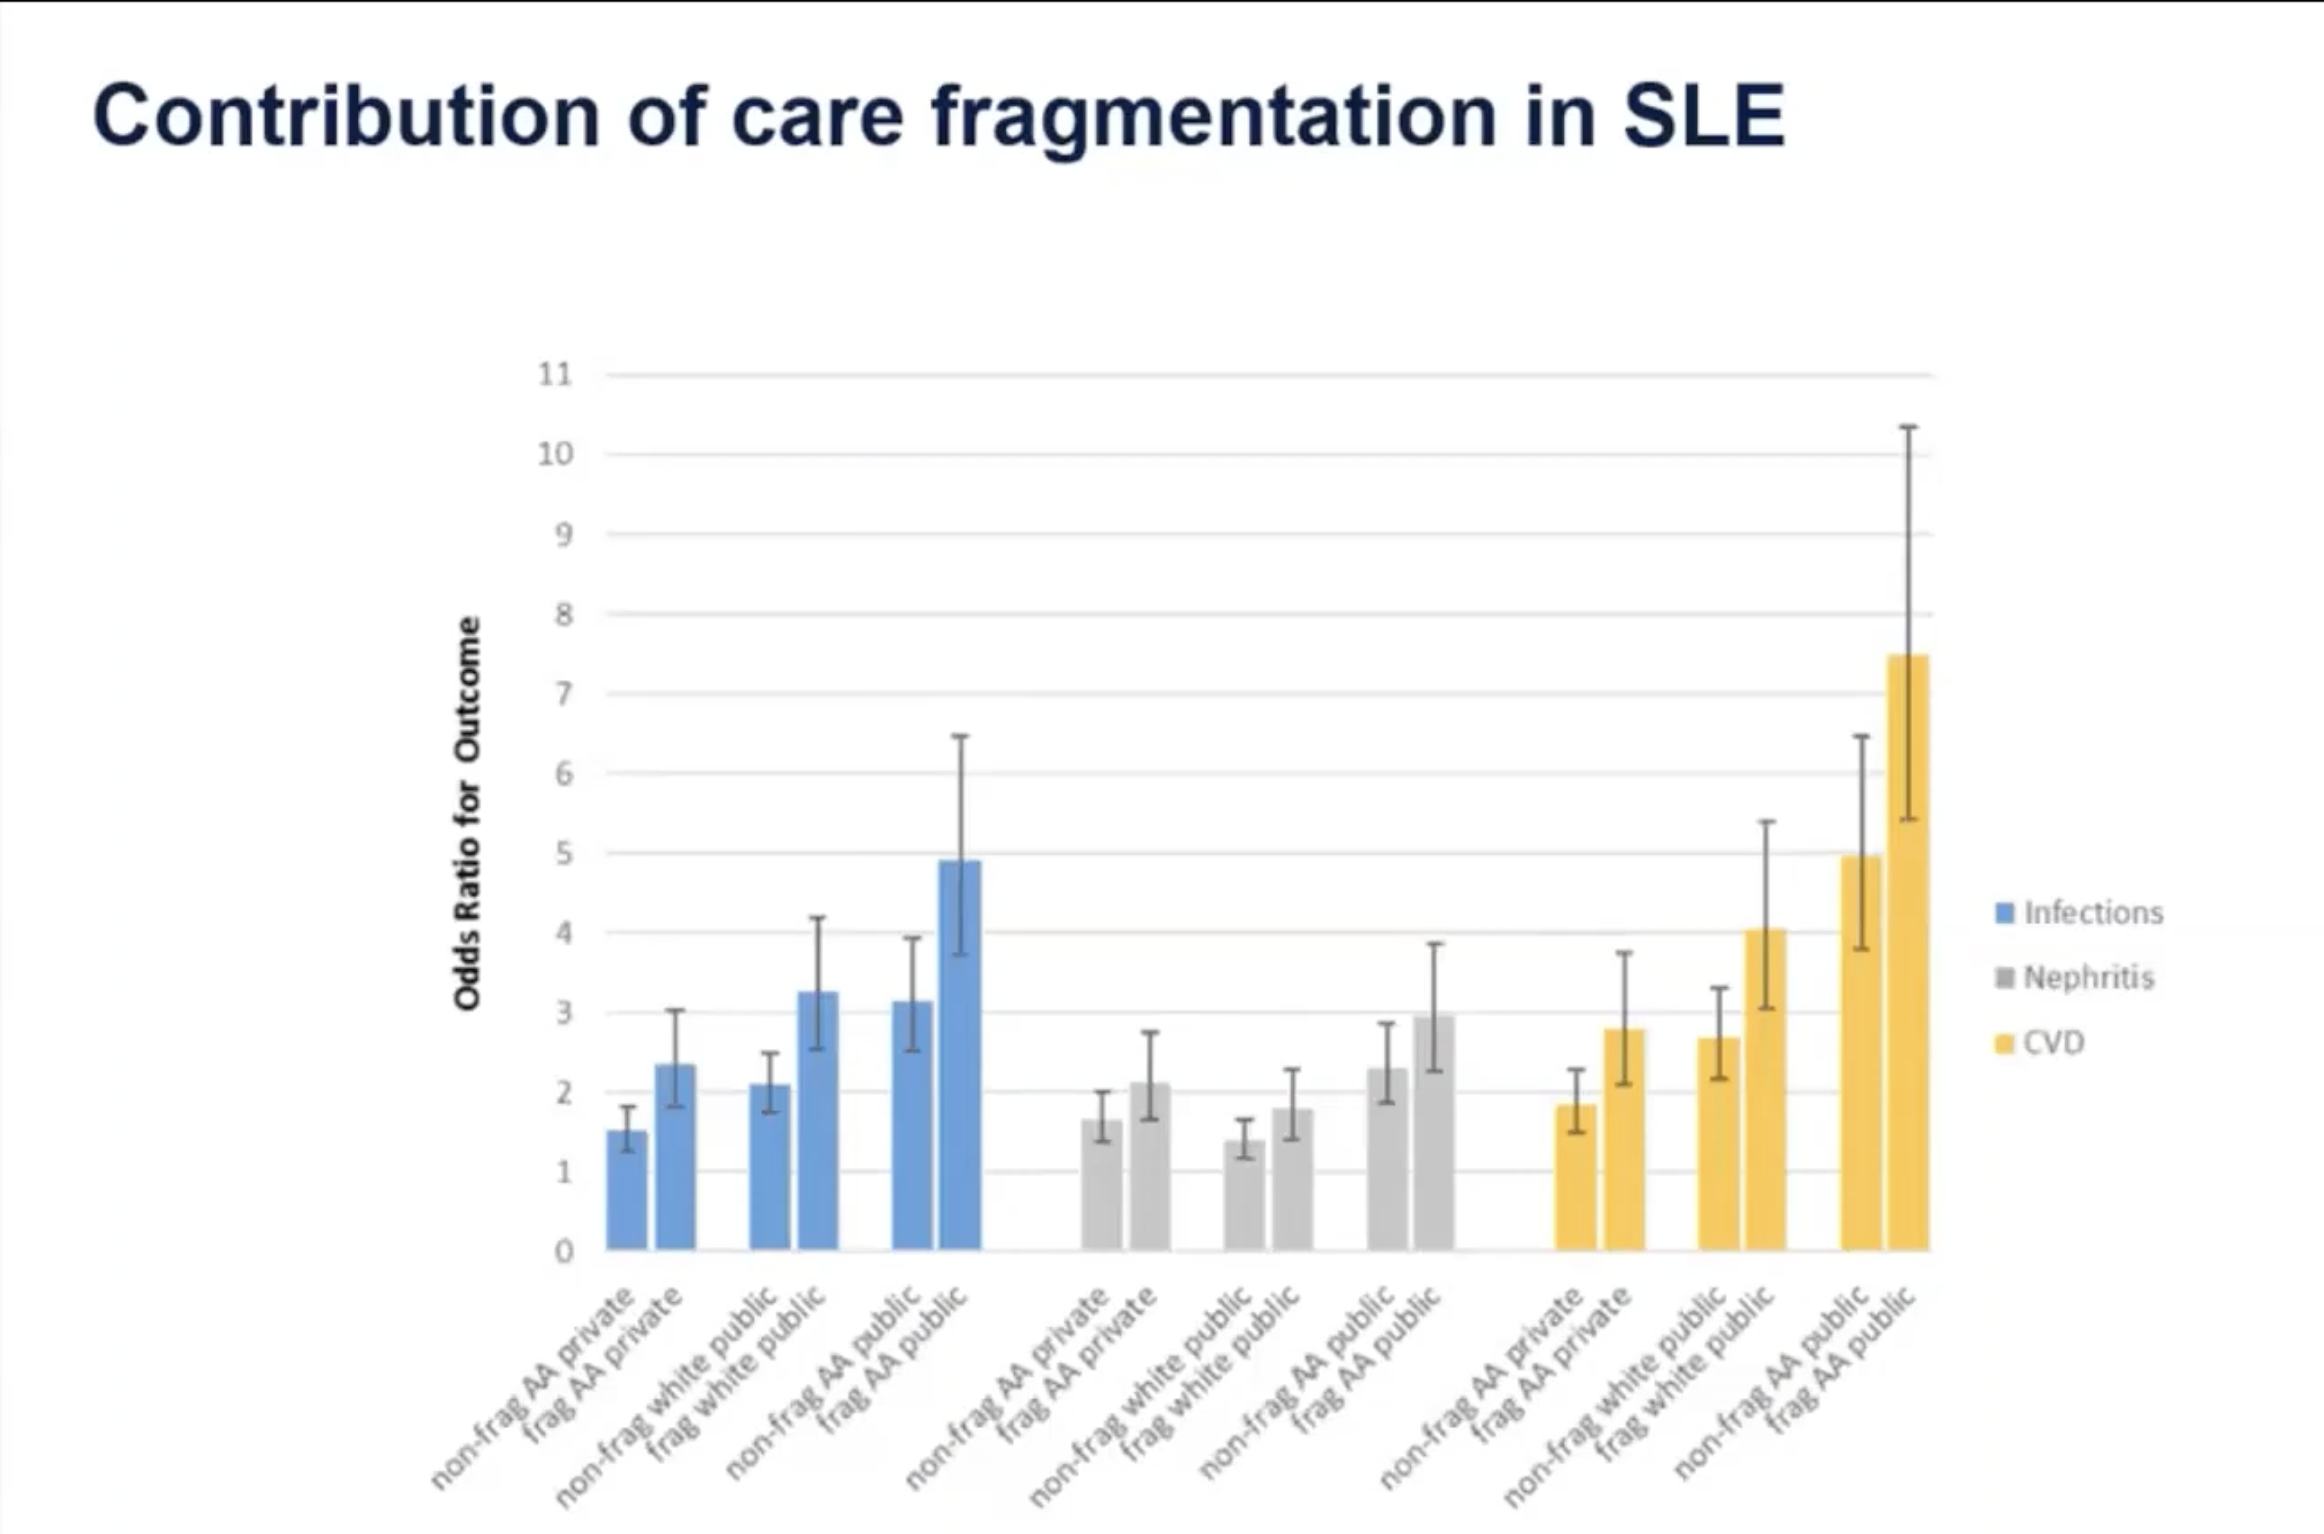 Contribution of care fragmentation in SLE
11
10
9
8
7
6
5
4
3
2
1
0
Odds Ratio for Outcome
non-frag AA private
frag AA private
non-frag white public
frag white public
non-frag AA public
frag AA public
non-frag AA private
frag AA private
non-frag white public
frag white public
non-frag AA public
frag AA public
non-frag AA private
frag AA private
non-frag white public
frag white public
non-frag AA public
frag AA public
Infections
Nephritis
CVD